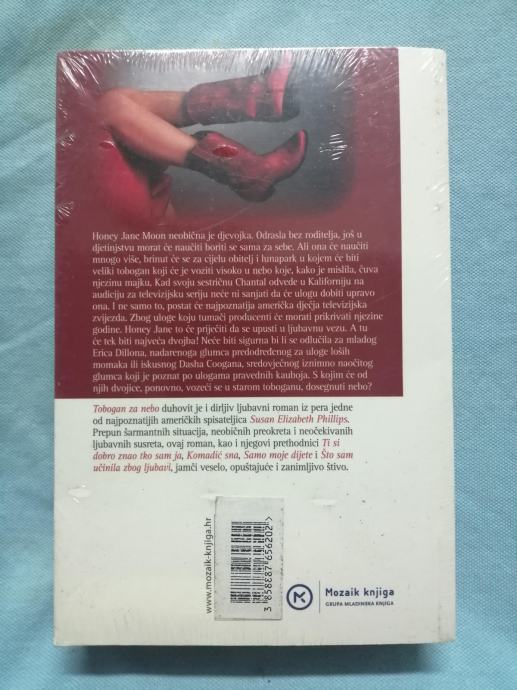 Honey Jane Moon neobična je djevojka. Odrasla bez roditelja, još u
djetinjstvu morat će naučiti boriti se sama za sebe. Ali ona će naučiti
mnogo više, brinut će se za cijelu obitelj i lunapark u kojem će biti
veliki tobogan koji će je voziti visoko u nebo koje, kako je mislila, čuva
njezinu majku. Kad svoju sestričnu Chantal odvede u Kaliforniju na
audiciju za televizijsku seriju neće ni sanjati da će ulogu dobiti upravo
ona. I ne samo to, postat će najpoznatija američka dječja televizijska
zvijezda. Zbog uloge koju tumači producenti će morati prikrivati njezine
godine. Honey Jane to će priječiti da se upusti u ljubavnu vezu. A tu
će tek biti najveća dvojba! Neće biti sigurna bi li se odlučila za mladog
Erica Dillona, nadarenoga glumca predodređenog za uloge loših
momaka ili iskusnog Dasha Coogana, sredovječnog iznimno naočitog
glumca koji je poznat po ulogama pravednih kauboja. S kojim će od
njih dvojice, ponovno, vozeći se u starom toboganu, dosegnuti nebo?
Tobogan za nebo duhovit je i dirljiv ljubavni roman iz pera jedne
od najpoznatijih američkih spisateljica Susan Elizabeth Phillips.
Prepun šarmantnih situacija, neobičnih preokreta i neočekivanih
ljubavnih susreta, ovaj roman, kao i njegovi prethodnici Ti si
dobro znao tko sam ja, Komadić sna, Samo moje dijete i Što sam
učinila zbog ljubavi, jamči veselo, opuštajuće i zanimljivo štivo.
www.mozaik-knjiga.hr
3 858887 656202 >
Mozaik knjiga
GRUPA MLADINSKA KNJIGA